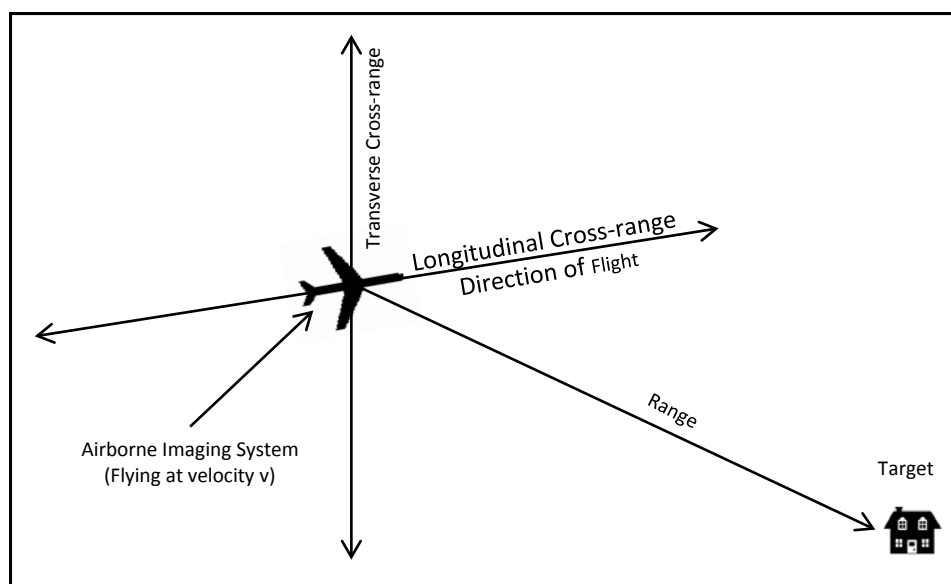 Transverse Cross-range
Longitudinal Cross-range
Direction of Flight
Range
Airborne Imaging System
(Flying at velocity v)
Target